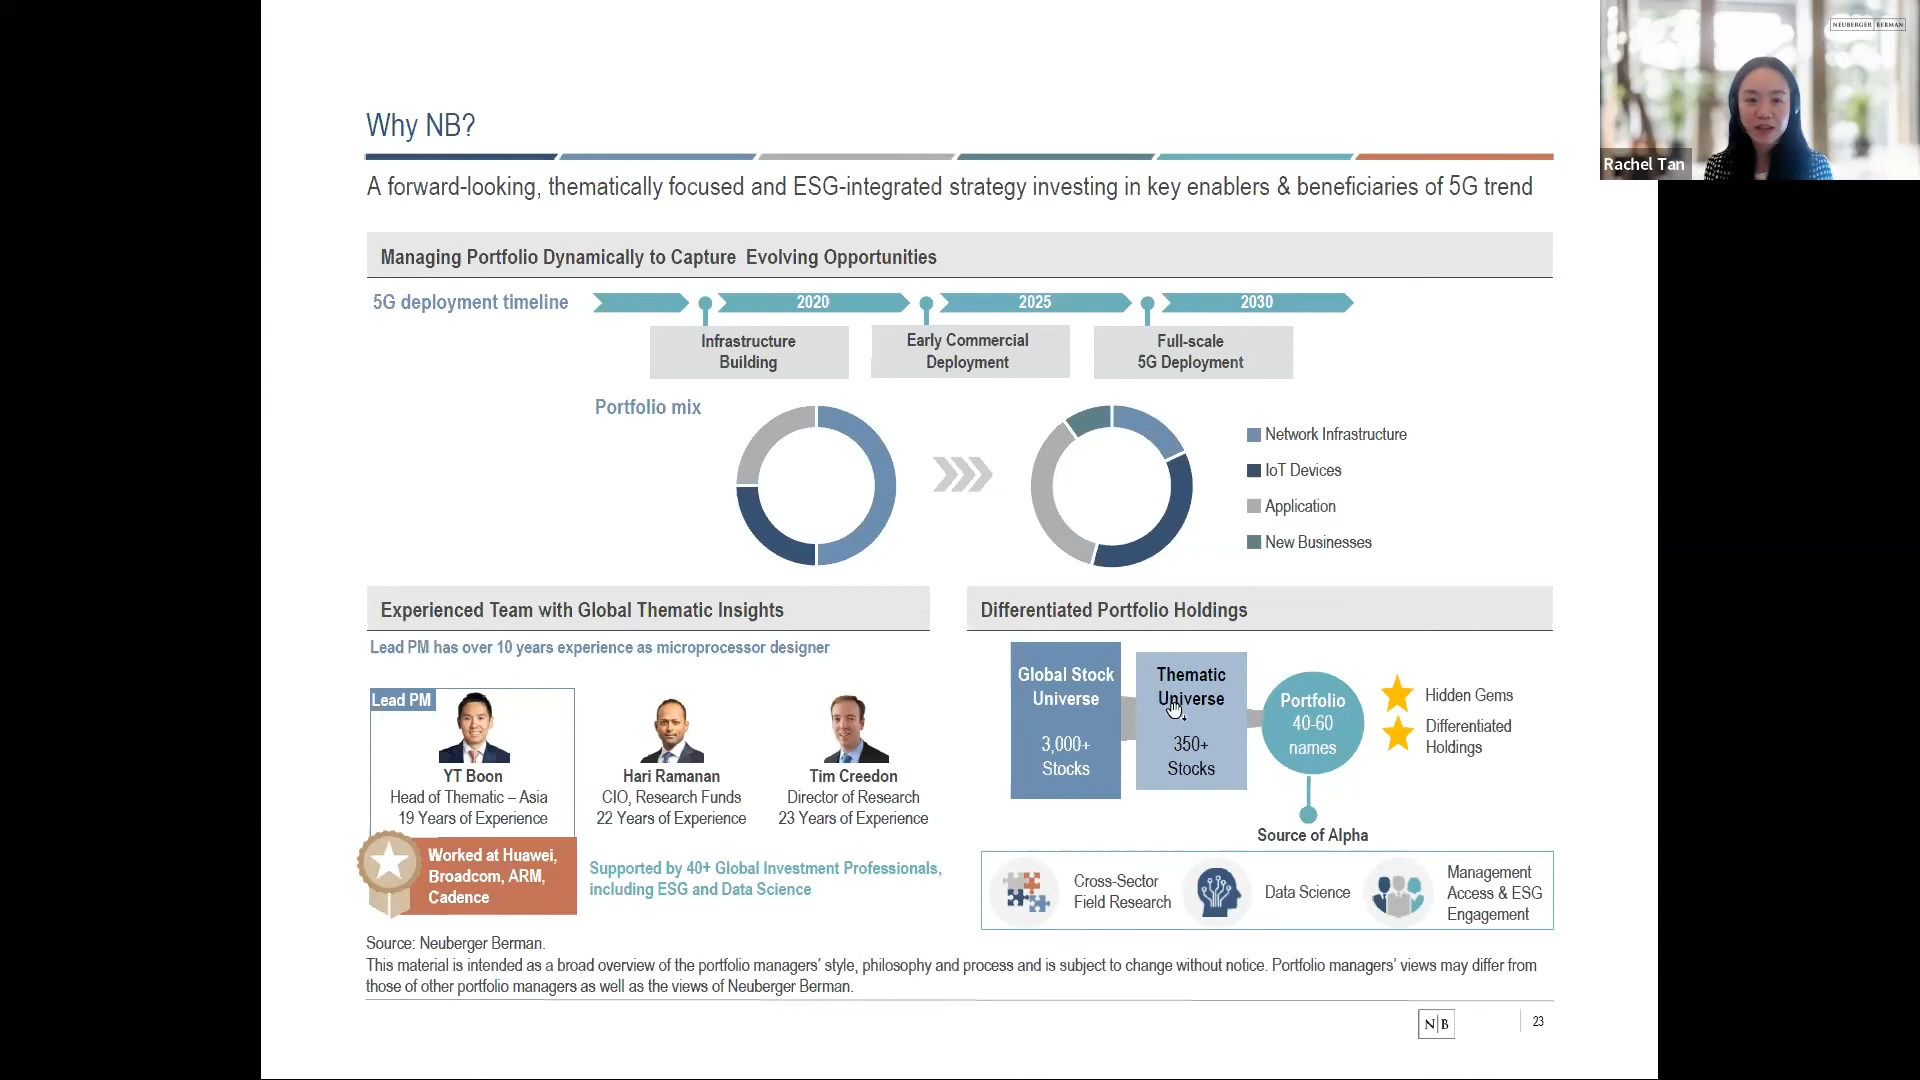 NEUBERGER BERMAN
Rachel Tan
Why NB?
A forward-looking, thematically focused and ESG-integrated strategy investing in key enablers & beneficiaries of 5G trend
Managing Portfolio Dynamically to Capture Evolving Opportunities
5G deployment timeline
2020
2025
2030
Infrastructure
Building
Early Commercial
Deployment
Full-scale
5G Deployment
Portfolio mix
Network Infrastructure
IoT Devices
Application
New Businesses
Experienced Team with Global Thematic Insights
Lead PM has over 10 years experience as microprocessor designer
Lead PM
YT Boon
Head of Thematic – Asia
19 Years of Experience
Hari Ramanan
CIO, Research Funds
22 Years of Experience
Tim Creedon
Director of Research
23 Years of Experience
Worked at Huawei,
Broadcom, ARM,
Cadence
Supported by 40+ Global Investment Professionals,
including ESG and Data Science
Differentiated Portfolio Holdings
Global Stock
Universe
3,000+
Stocks
Thematic
Universe
350+
Stocks
Portfolio
40-60
names
Hidden Gems
Differentiated
Holdings
Source of Alpha
Cross-Sector
Field Research
Data Science
Management
Access & ESG
Engagement
Source: Neuberger Berman.
This material is intended as a broad overview of the portfolio managers’ style, philosophy and process and is subject to change without notice. Portfolio managers’ views may differ from
those of other portfolio managers as well as the views of Neuberger Berman.
N|B
23